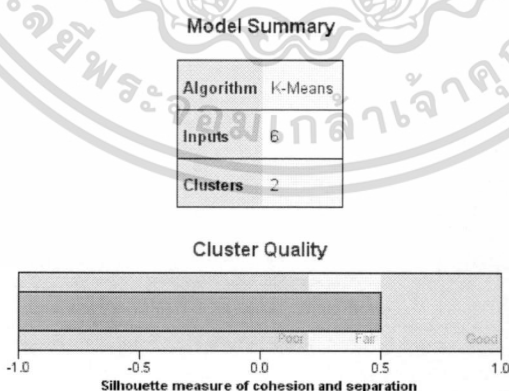 Model Summary
Algorithm K-Means
Inputs 6
Clusters 2
Cluster Quality
Poor Fair Good
-1.0 -0.5 0.0 0.5 1.0
Silhouette measure of cohesion and separation